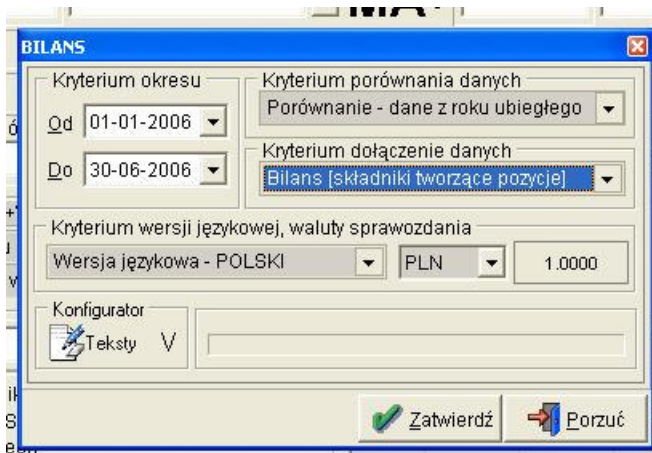 MA
BILANS
Kryterium okresu
Od 01-01-2006
Do 30-06-2006
Kryterium porównania danych
Porównanie - dane z roku ubiegłego
Kryterium dołączenie danych
Bilans [składniki tworzące pozycje]
Kryterium wersji językowej, waluty sprawozdania
Wersja językowa - POLSKI PLN 1.0000
Konfigurator
Teksty V
Zatwierdź Porzuć